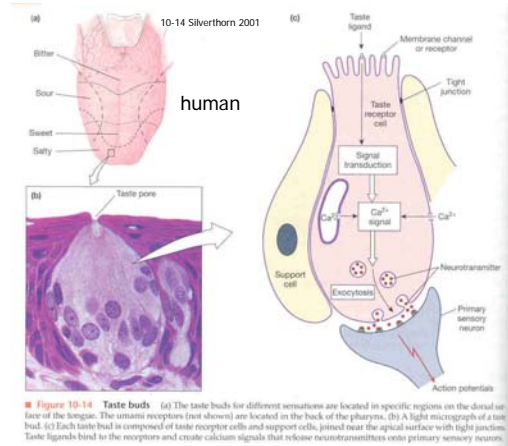 10-14 Silverthorn 2001
(a)
Bitter
Sour
Sweet
Salty
human
(b)
Taste pore
(c)
Taste
ligand
Membrane channel
or receptor
Tight
junction
Taste
receptor
cell
Signal
transduction
Ca2+
Ca2+
signal
Ca2+
Support
cell
Neurotransmitter
Exocytosis
Primary
sensory
neuron
Action potentials
■ Figure 10-14 Taste buds (a) The taste buds for different sensations are located in specific regions on the dorsal sur-
face of the tongue. The umami receptors (not shown) are located in the back of the pharynx. (b) A light micrograph of a taste
bud. (c) Each taste bud is composed of taste receptor cells and support cells, joined near the apical surface with tight junctions.
Taste ligands bind to the receptors and create calcium signals that release neurotransmitters onto primary sensory neurons.